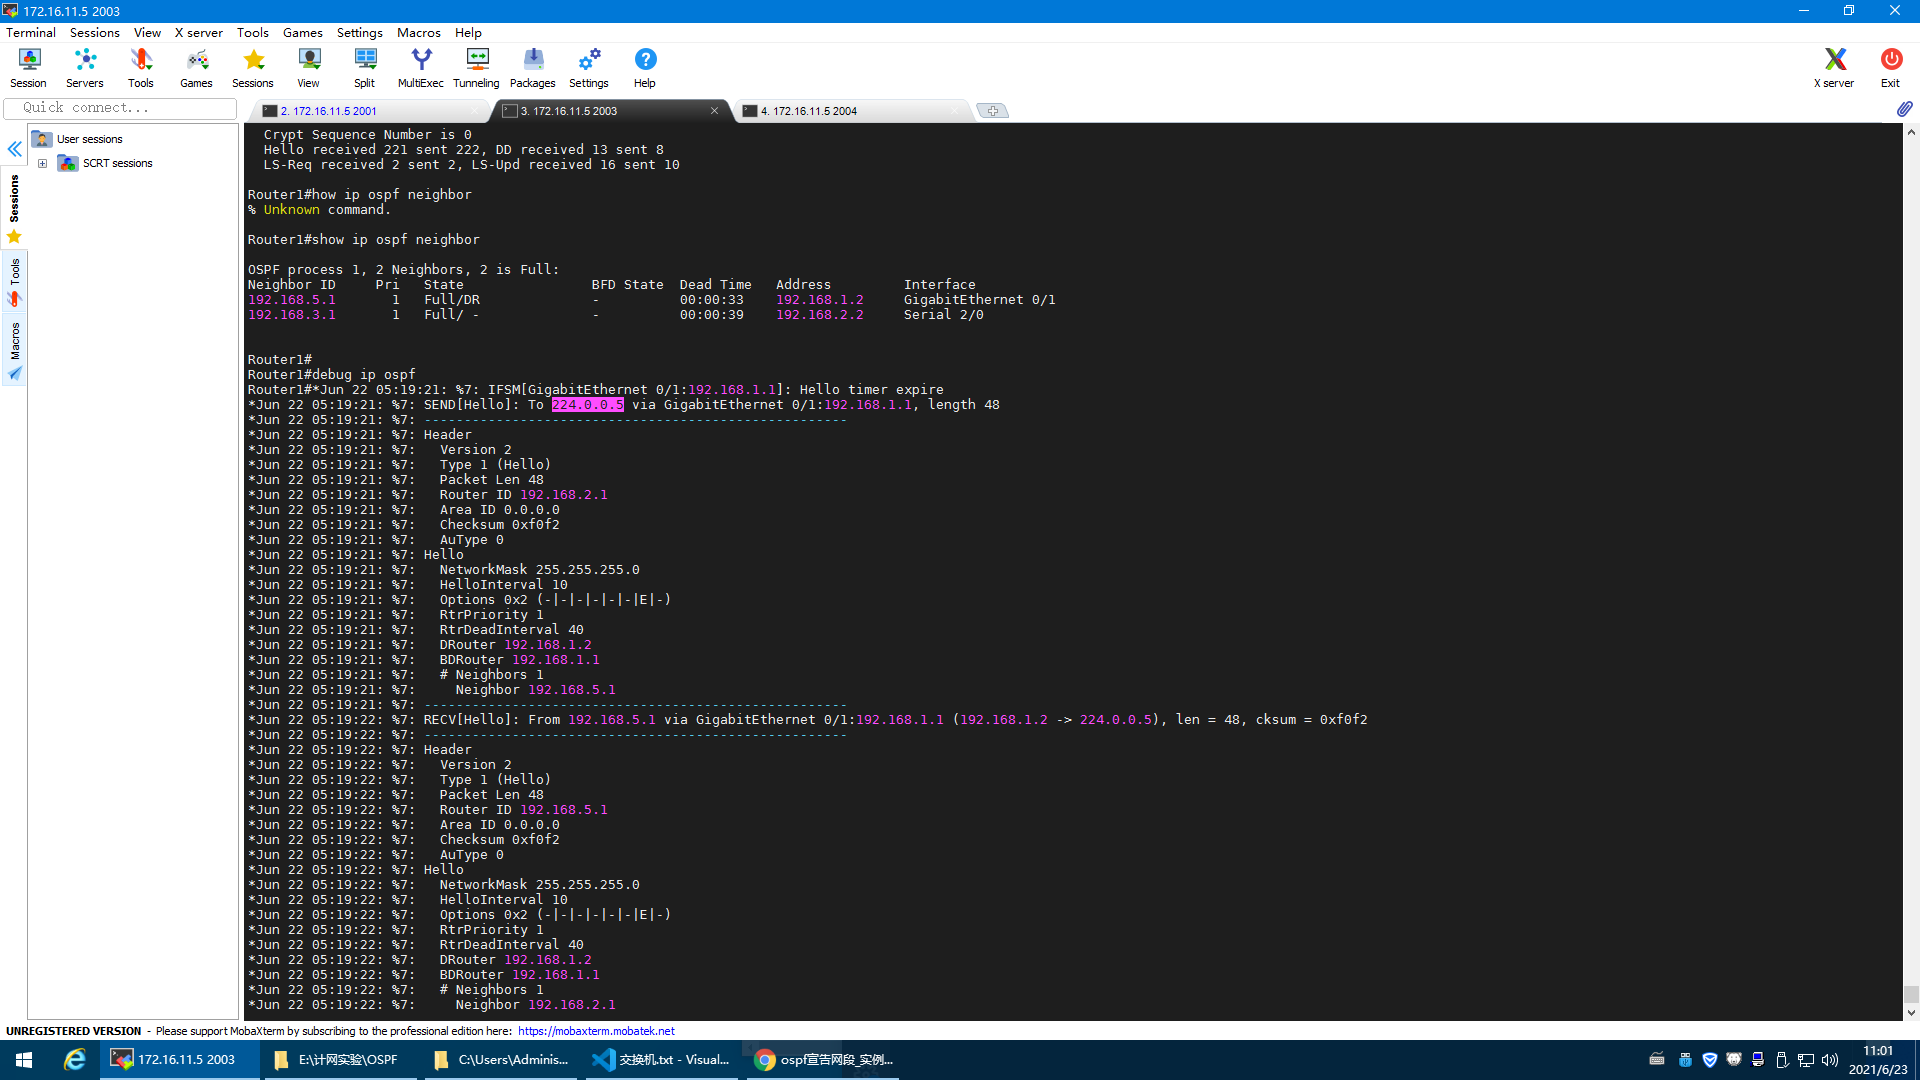 172.16.11.5 2003
Terminal Sessions View X server Tools Games Settings Macros Help
Session Servers Tools Games Sessions View Split MultiExec Tunneling Packages Settings Help X server Exit
Quick connect...
2. 172.16.11.5 2001
3. 172.16.11.5 2003
4. 172.16.11.5 2004
User sessions
SCRT sessions
Sessions
Tools
Macros
Crypt Sequence Number is 0
Hello received 221 sent 222, DD received 13 sent 8
LS-Req received 2 sent 2, LS-Upd received 16 sent 10
Router1#how ip ospf neighbor
% Unknown command.
Router1#show ip ospf neighbor
OSPF process 1, 2 Neighbors, 2 is Full:
Neighbor ID     Pri   State                BFD State  Dead Time   Address         Interface
192.168.5.1       1   Full/DR              -          00:00:33    192.168.1.2     GigabitEthernet 0/1
192.168.3.1       1   Full/ -              -          00:00:39    192.168.2.2     Serial 2/0
Router1#
Router1#debug ip ospf
Router1#*Jun 22 05:19:21: %7: IFSM[GigabitEthernet 0/1:192.168.1.1]: Hello timer expire
*Jun 22 05:19:21: %7: SEND[Hello]: To 224.0.0.5 via GigabitEthernet 0/1:192.168.1.1, length 48
*Jun 22 05:19:21: %7: -----------------------------------------------------
*Jun 22 05:19:21: %7: Header
*Jun 22 05:19:21: %7:   Version 2
*Jun 22 05:19:21: %7:   Type 1 (Hello)
*Jun 22 05:19:21: %7:   Packet Len 48
*Jun 22 05:19:21: %7:   Router ID 192.168.2.1
*Jun 22 05:19:21: %7:   Area ID 0.0.0.0
*Jun 22 05:19:21: %7:   Checksum 0xf0f2
*Jun 22 05:19:21: %7:   AuType 0
*Jun 22 05:19:21: %7: Hello
*Jun 22 05:19:21: %7:   NetworkMask 255.255.255.0
*Jun 22 05:19:21: %7:   HelloInterval 10
*Jun 22 05:19:21: %7:   Options 0x2 (-|-|-|-|-|-|E|-)
*Jun 22 05:19:21: %7:   RtrPriority 1
*Jun 22 05:19:21: %7:   RtrDeadInterval 40
*Jun 22 05:19:21: %7:   DRouter 192.168.1.2
*Jun 22 05:19:21: %7:   BDRouter 192.168.1.1
*Jun 22 05:19:21: %7:   # Neighbors 1
*Jun 22 05:19:21: %7:     Neighbor 192.168.5.1
*Jun 22 05:19:21: %7: -----------------------------------------------------
*Jun 22 05:19:22: %7: RECV[Hello]: From 192.168.5.1 via GigabitEthernet 0/1:192.168.1.1 (192.168.1.2 -> 224.0.0.5), len = 48, cksum = 0xf0f2
*Jun 22 05:19:22: %7: -----------------------------------------------------
*Jun 22 05:19:22: %7: Header
*Jun 22 05:19:22: %7:   Version 2
*Jun 22 05:19:22: %7:   Type 1 (Hello)
*Jun 22 05:19:22: %7:   Packet Len 48
*Jun 22 05:19:22: %7:   Router ID 192.168.5.1
*Jun 22 05:19:22: %7:   Area ID 0.0.0.0
*Jun 22 05:19:22: %7:   Checksum 0xf0f2
*Jun 22 05:19:22: %7:   AuType 0
*Jun 22 05:19:22: %7: Hello
*Jun 22 05:19:22: %7:   NetworkMask 255.255.255.0
*Jun 22 05:19:22: %7:   HelloInterval 10
*Jun 22 05:19:22: %7:   Options 0x2 (-|-|-|-|-|-|E|-)
*Jun 22 05:19:22: %7:   RtrPriority 1
*Jun 22 05:19:22: %7:   RtrDeadInterval 40
*Jun 22 05:19:22: %7:   DRouter 192.168.1.2
*Jun 22 05:19:22: %7:   BDRouter 192.168.1.1
*Jun 22 05:19:22: %7:   # Neighbors 1
*Jun 22 05:19:22: %7:     Neighbor 192.168.2.1
UNREGISTERED VERSION - Please support MobaXterm by subscribing to the professional edition here: https://mobaxterm.mobatek.net
172.16.11.5 2003
E:\计网实验\OSPF
C:\Users\Adminis...
交换机.txt - Visual...
ospf宣告网段_实例...
11:01
2021/6/23